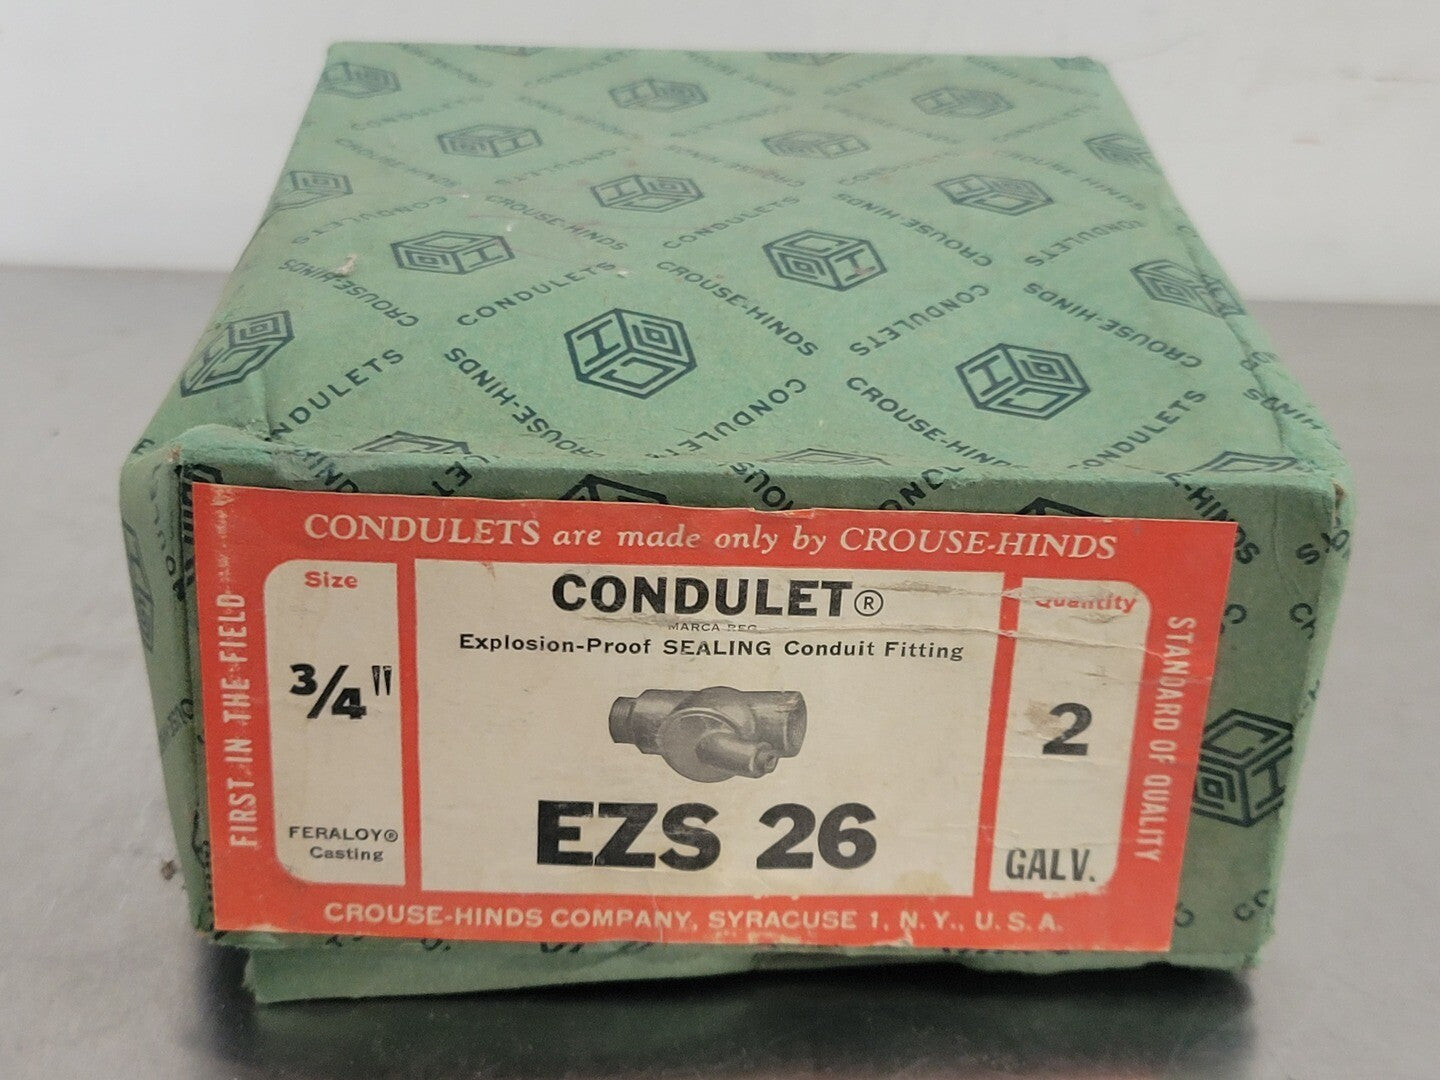 CONDULETS CROUSE-HINDS
CONDULETS are made only by CROUSE-HINDS
FIRST IN THE FIELD
Size
3/4"
FERALOY®
Casting
CONDULET®
MARCA REG.
Explosion-Proof SEALING Conduit Fitting
EZS 26
Quantity
2
GALV.
STANDARD OF QUALITY
CROUSE-HINDS COMPANY, SYRACUSE 1, N. Y., U. S. A.